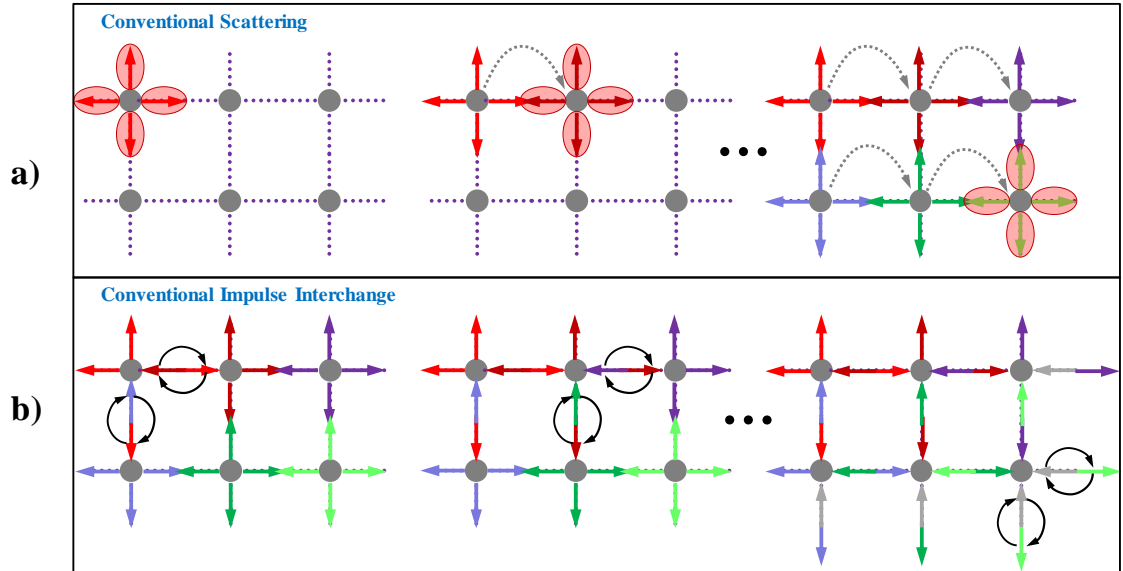 Conventional Scattering
a)
Conventional Impulse Interchange
b)